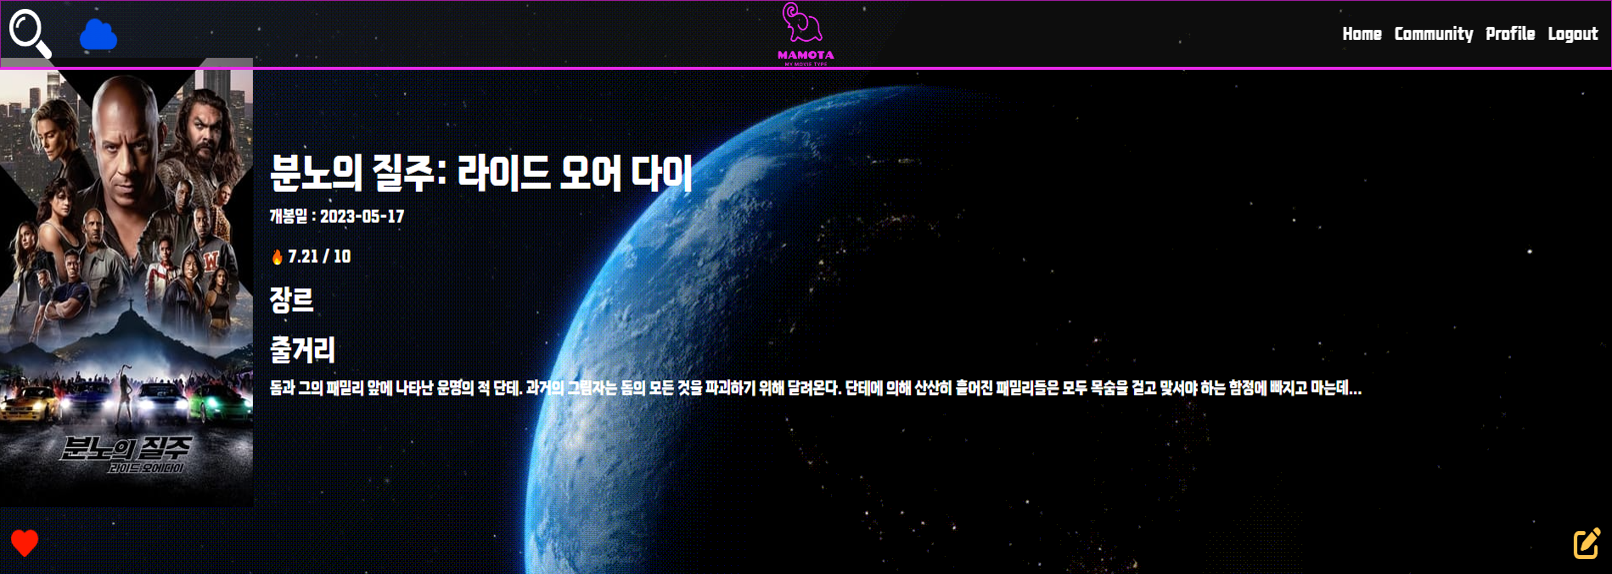 MAMOTA
MY MOVIE TYPE
Home Community Profile Logout
분노의 질주: 라이드 오어 다이
개봉일 : 2023-05-17
7.21 / 10
장르
줄거리
돔과 그의 패밀리 앞에 나타난 운명의 적 단테. 과거의 그림자는 돔의 모든 것을 파괴하기 위해 달려온다. 단테에 의해 산산히 흩어진 패밀리들은 모두 목숨을 걸고 맞서야 하는 함정에 빠지고 마는데...
분노의 질주
라이드 오어 다이